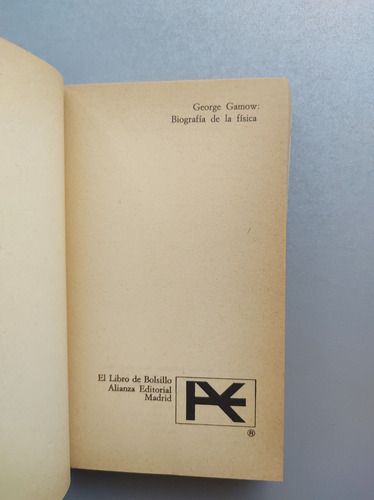 George Gamow:
Biografía de la física
El Libro de Bolsillo
Alianza Editorial
Madrid
®